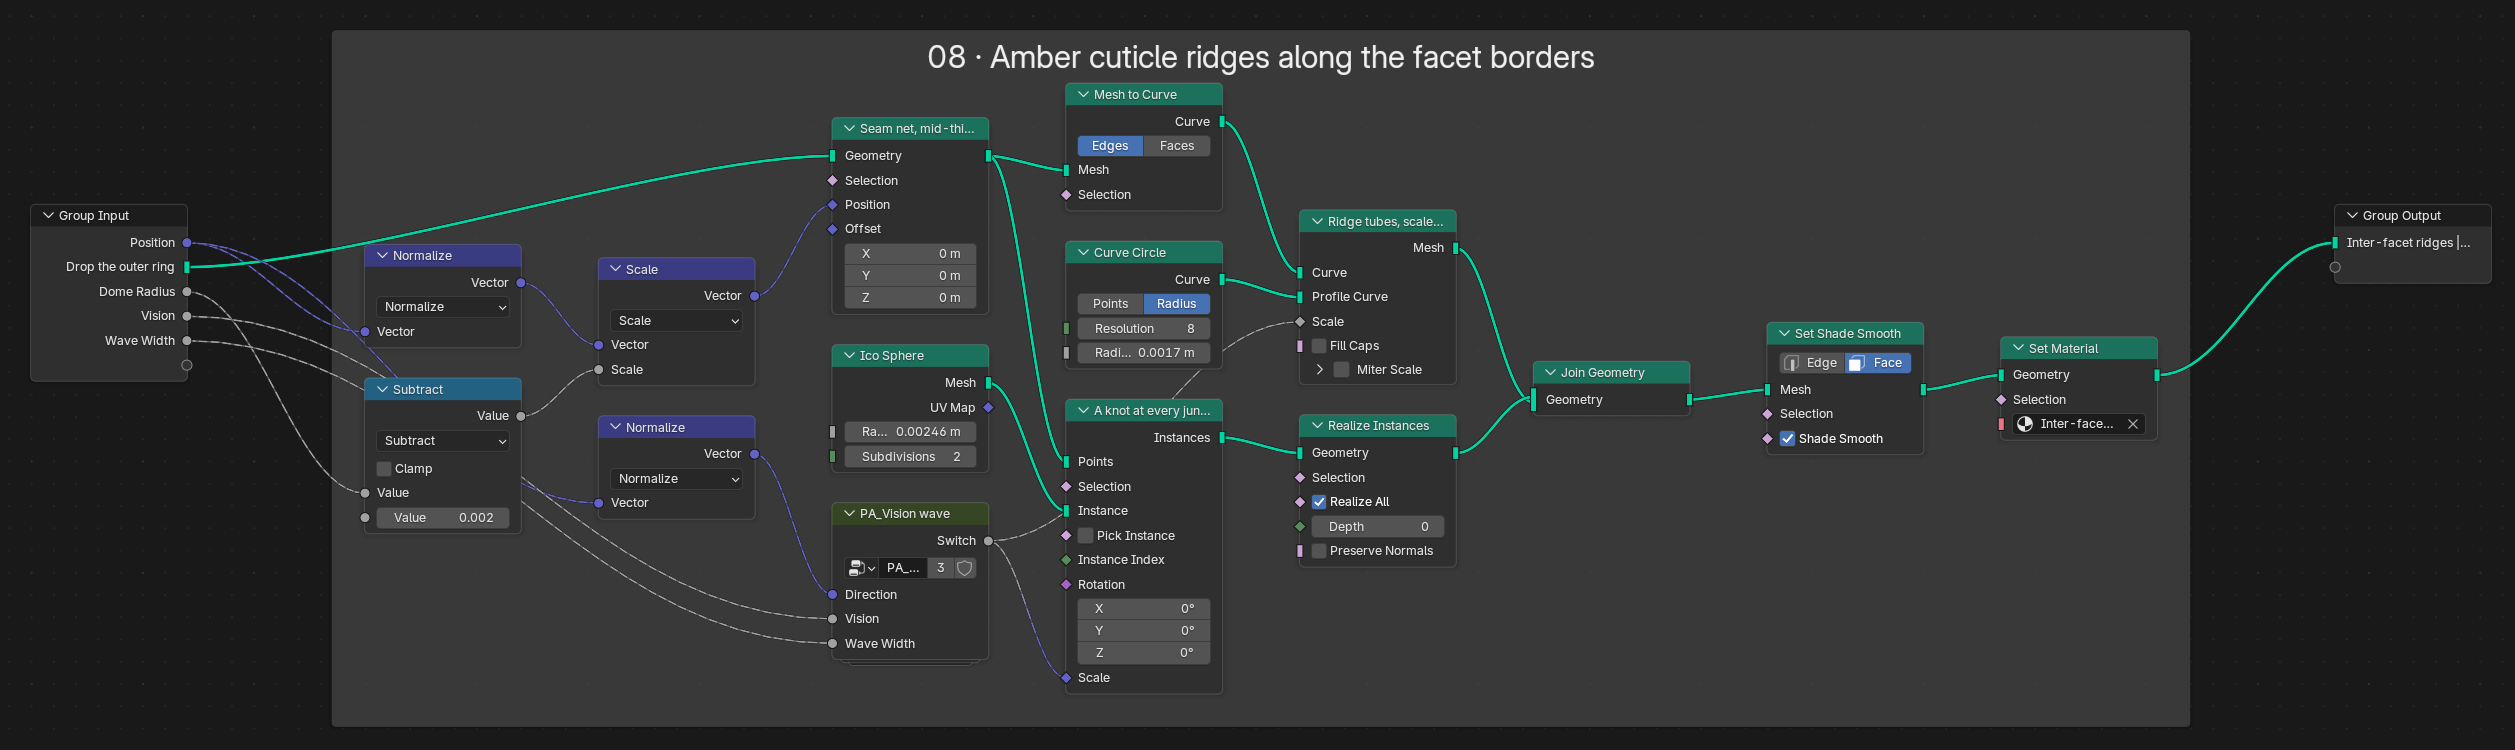 08 · Amber cuticle ridges along the facet borders
Group Input
Position
Drop the outer ring
Dome Radius
Vision
Wave Width
Normalize
Vector
Normalize
Vector
Subtract
Value
Subtract
Clamp
Value
Value 0.002
Scale
Vector
Scale
Vector
Scale
Normalize
Vector
Normalize
Vector
Seam net, mid-thi...
Geometry
Selection
Position
Offset
X 0 m
Y 0 m
Z 0 m
Ico Sphere
Mesh
UV Map
Ra... 0.00246 m
Subdivisions 2
PA_Vision wave
Switch
PA_... 3
Direction
Vision
Wave Width
Mesh to Curve
Curve
Edges Faces
Mesh
Selection
Curve Circle
Curve
Points Radius
Resolution 8
Radi... 0.0017 m
A knot at every jun...
Instances
Points
Selection
Instance
Pick Instance
Instance Index
Rotation
X 0°
Y 0°
Z 0°
Scale
Ridge tubes, scale...
Mesh
Curve
Profile Curve
Scale
Fill Caps
Miter Scale
Realize Instances
Geometry
Selection
Realize All
Depth 0
Preserve Normals
Join Geometry
Geometry
Set Shade Smooth
Edge Face
Mesh
Selection
Shade Smooth
Set Material
Geometry
Selection
Inter-face...
Group Output
Inter-facet ridges |...